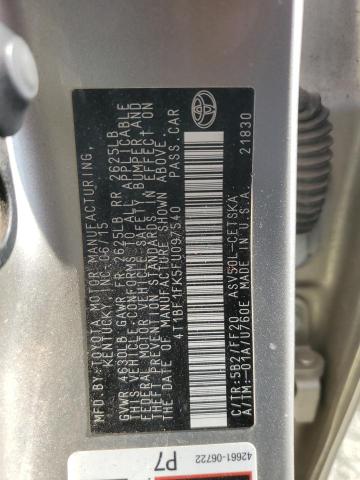 MFD. BY: TOYOTA MOTOR MANUFACTURING,
KENTUCKY, INC. 06/15
GVWR 4630LB GAWR FR 2625LB RR 2625LB
THIS VEHICLE CONFORMS TO ALL APPLICABLE
FEDERAL MOTOR VEHICLE SAFETY, BUMPER, AND
THEFT PREVENTION STANDARDS IN EFFECT ON
THE DATE OF MANUFACTURE SHOWN ABOVE.
4T1BF1FK5FU097540 PASS.CAR
C/TR:5B2/FF20 ASV50L-CETSKA
A/TM:-01A/U760E MADE IN U.S.A.
21830
42661-06722
P7